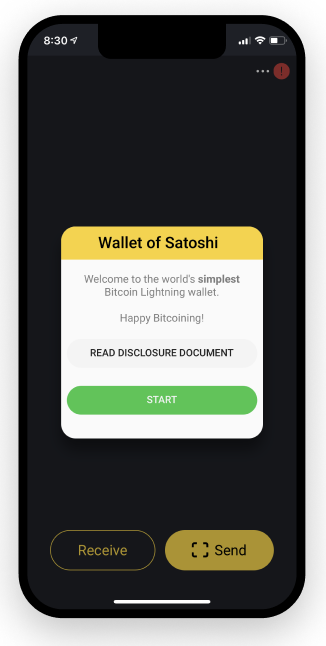 8:30
Wallet of Satoshi
Welcome to the world's simplest
Bitcoin Lightning wallet.
Happy Bitcoining!
READ DISCLOSURE DOCUMENT
START
Receive
Send